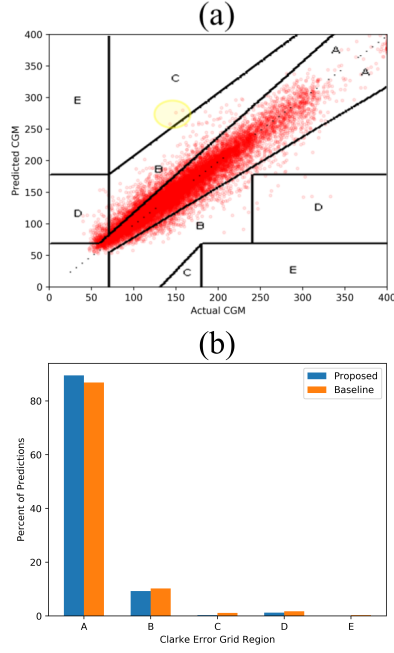 (a)
400
350
300
250
200
150
100
50
0
Predicted CGM
A
A
C
E
B
D
B
D
C
E
0 50 100 150 200 250 300 350 400
Actual CGM
(b)
Proposed
Baseline
80
60
40
20
0
Percent of Predictions
A B C D E
Clarke Error Grid Region